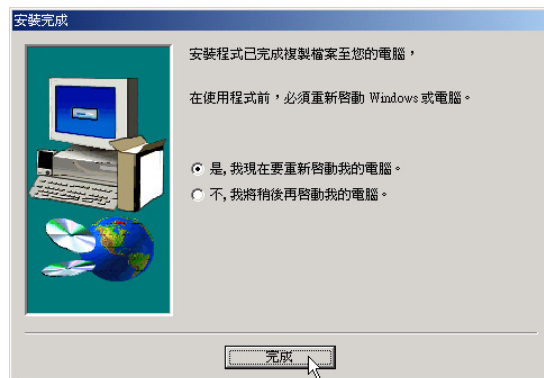 安裝完成
安裝程式已完成複製檔案至您的電腦，
在使用程式前，必須重新啟動 Windows 或電腦。
是,我現在要重新啟動我的電腦。
不,我將稍後再啟動我的電腦。
完成